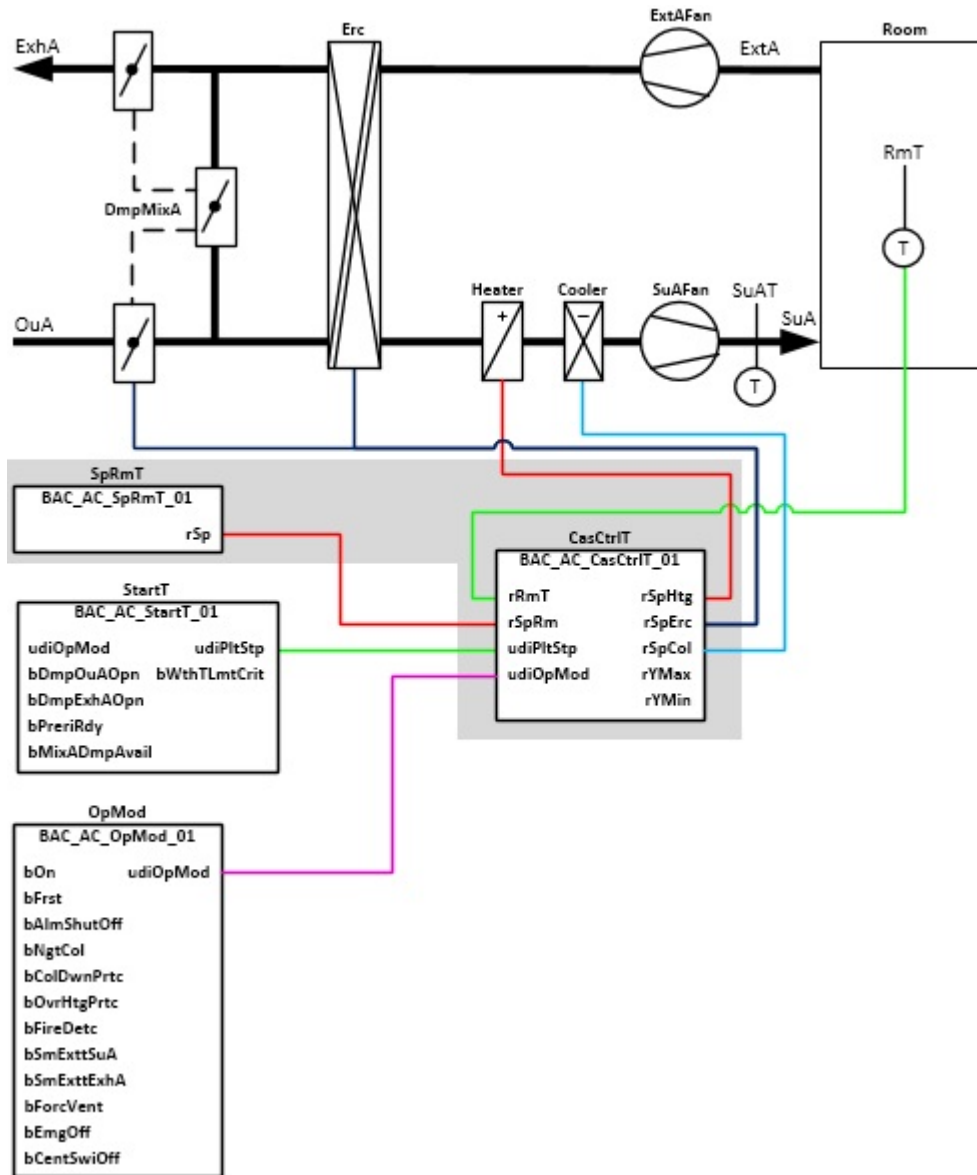 ExhA
Erc
ExtAFan
ExtA
Room
RmT
T
DmpMixA
OuA
Heater
+
Cooler
−
SuAFan
SuAT
SuA
T
SpRmT
BAC_AC_SpRmT_01
rSp
CasCtrlT
BAC_AC_CasCtrlT_01
rRmT rSpHtg
rSpRm rSpErc
udiPltStp rSpCol
udiOpMod rYMax
rYMin
StartT
BAC_AC_StartT_01
udiOpMod udiPltStp
bDmpOuAOpn bWthTLmtCrit
bDmpExhAOpn
bPreriRdy
bMixADmpAvail
OpMod
BAC_AC_OpMod_01
bOn udiOpMod
bFrst
bAlmShutOff
bNgtCol
bColDwnPrtc
bOvrHtgPrtc
bFireDetc
bSmExttSuA
bSmExttExhA
bForcVent
bEmgOff
bCentSwiOff